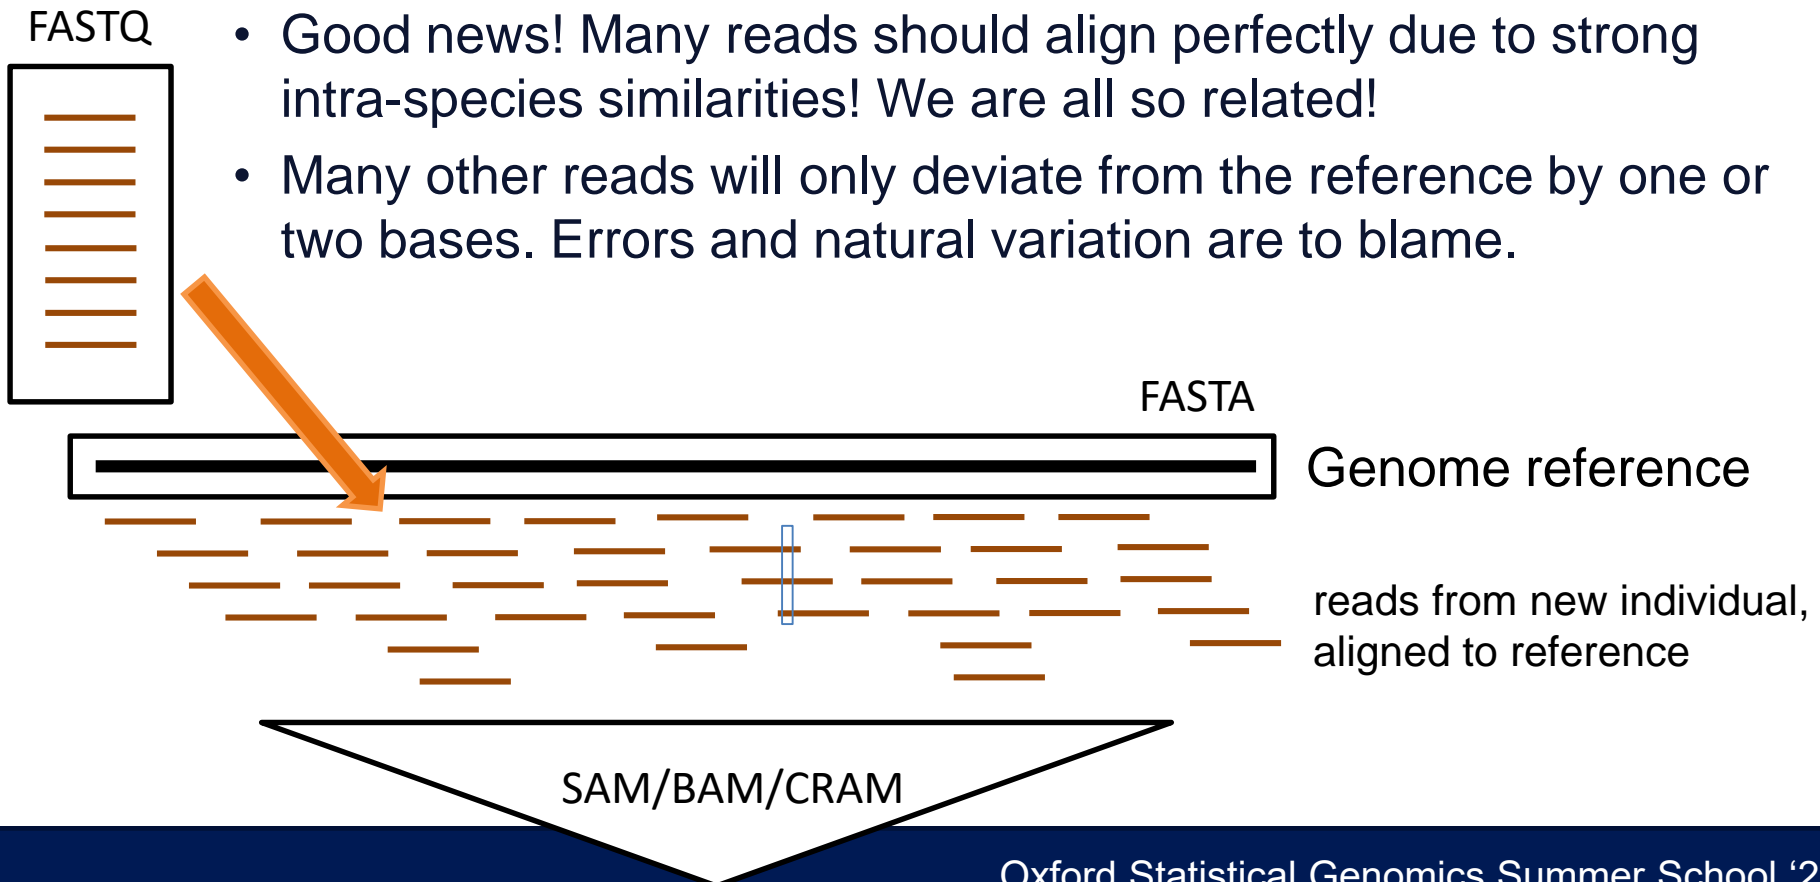 FASTQ
• Good news! Many reads should align perfectly due to strong
intra-species similarities! We are all so related!
• Many other reads will only deviate from the reference by one or
two bases. Errors and natural variation are to blame.
FASTA
Genome reference
reads from new individual,
aligned to reference
SAM/BAM/CRAM
Oxford Statistical Genomics Summer School ‘2